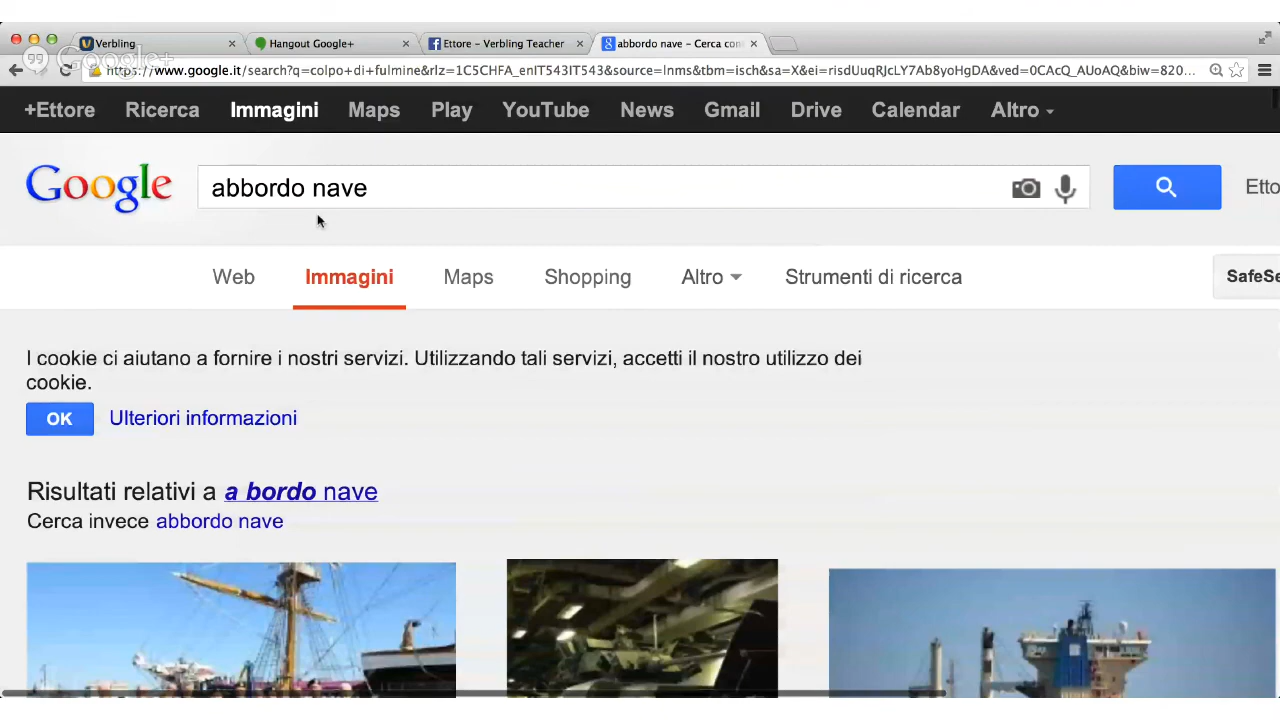 Verbling
Hangout Google+
Ettore – Verbling Teacher
abbordo nave – Cerca con
Google+
https://www.google.it/search?q=colpo+di+fulmine&rlz=1C5CHFA_enIT543IT543&source=lnms&tbm=isch&sa=X&ei=risdUuqRJcLY7Ab8yoHgDA&ved=0CAcQ_AUoAQ&biw=820...
+Ettore Ricerca Immagini Maps Play YouTube News Gmail Drive Calendar Altro
Google abbordo nave Etto
Web Immagini Maps Shopping Altro Strumenti di ricerca SafeSe
I cookie ci aiutano a fornire i nostri servizi. Utilizzando tali servizi, accetti il nostro utilizzo dei
cookie.
OK Ulteriori informazioni
Risultati relativi a a bordo nave
Cerca invece abbordo nave